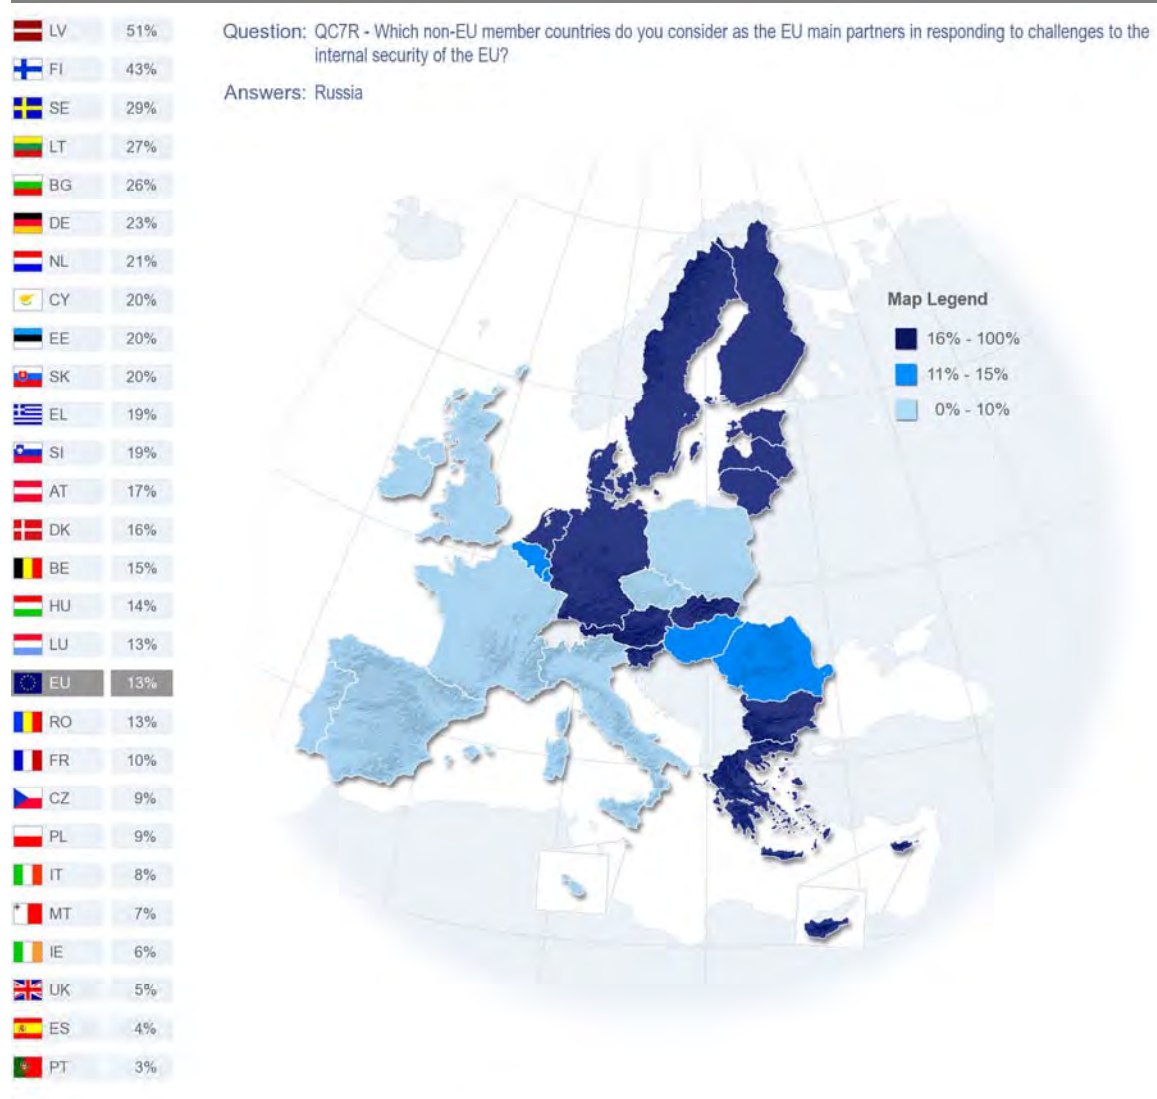 Question: QC7R - Which non-EU member countries do you consider as the EU main partners in responding to challenges to the
internal security of the EU?
Answers: Russia
LV 51%
FI 43%
SE 29%
LT 27%
BG 26%
DE 23%
NL 21%
CY 20%
EE 20%
SK 20%
EL 19%
SI 19%
AT 17%
DK 16%
BE 15%
HU 14%
LU 13%
EU 13%
RO 13%
FR 10%
CZ 9%
PL 9%
IT 8%
MT 7%
IE 6%
UK 5%
ES 4%
PT 3%
Map Legend
16% - 100%
11% - 15%
0% - 10%